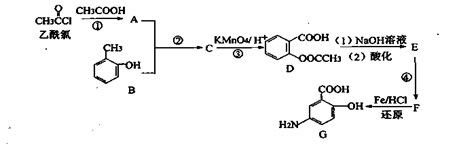 O
CCl CH₃COOH A
乙酰氯 ①
CH₃
OH
B
② C KMnO₄/H⁺ ③
COOH
OOCCH₃
D
(1) NaOH溶液
(2) 酸化
E
④
F
Fe/HCl
还原
COOH
OH
H₂N
G